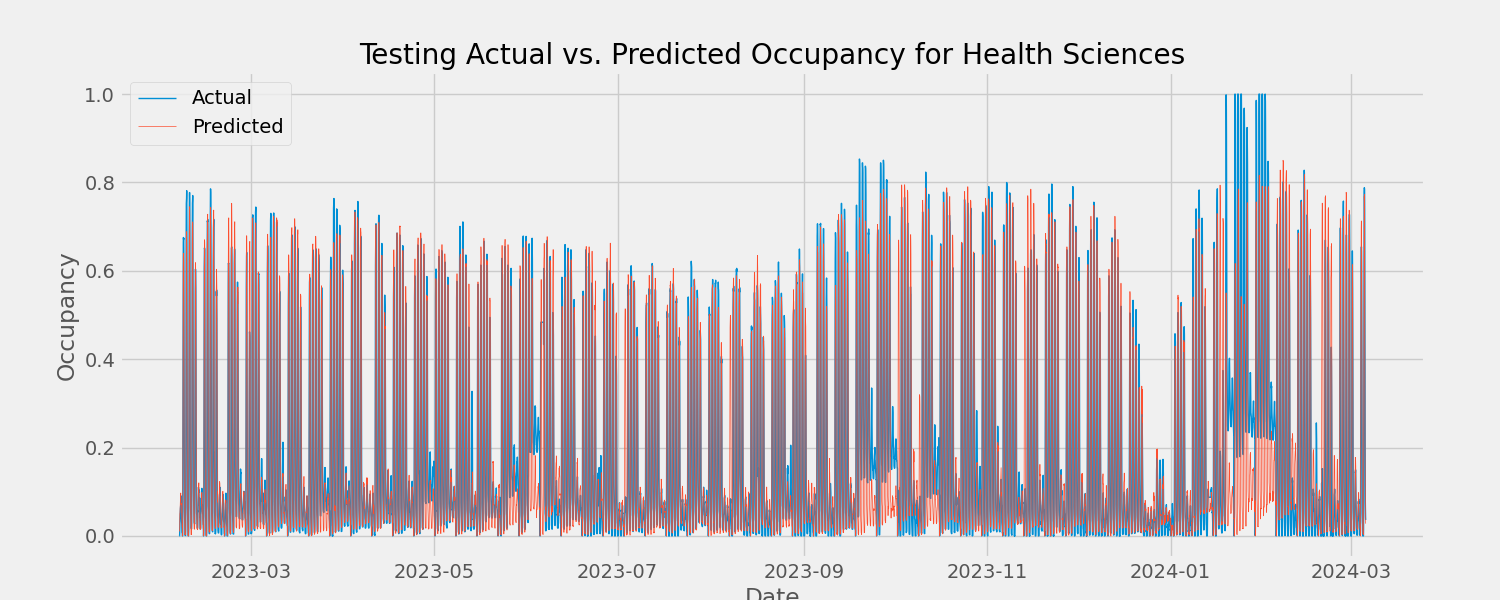 Testing Actual vs. Predicted Occupancy for Health Sciences
Actual
Predicted
1.0
0.8
0.6
0.4
0.2
0.0
Occupancy
2023-03 2023-05 2023-07 2023-09 2023-11 2024-01 2024-03
Date